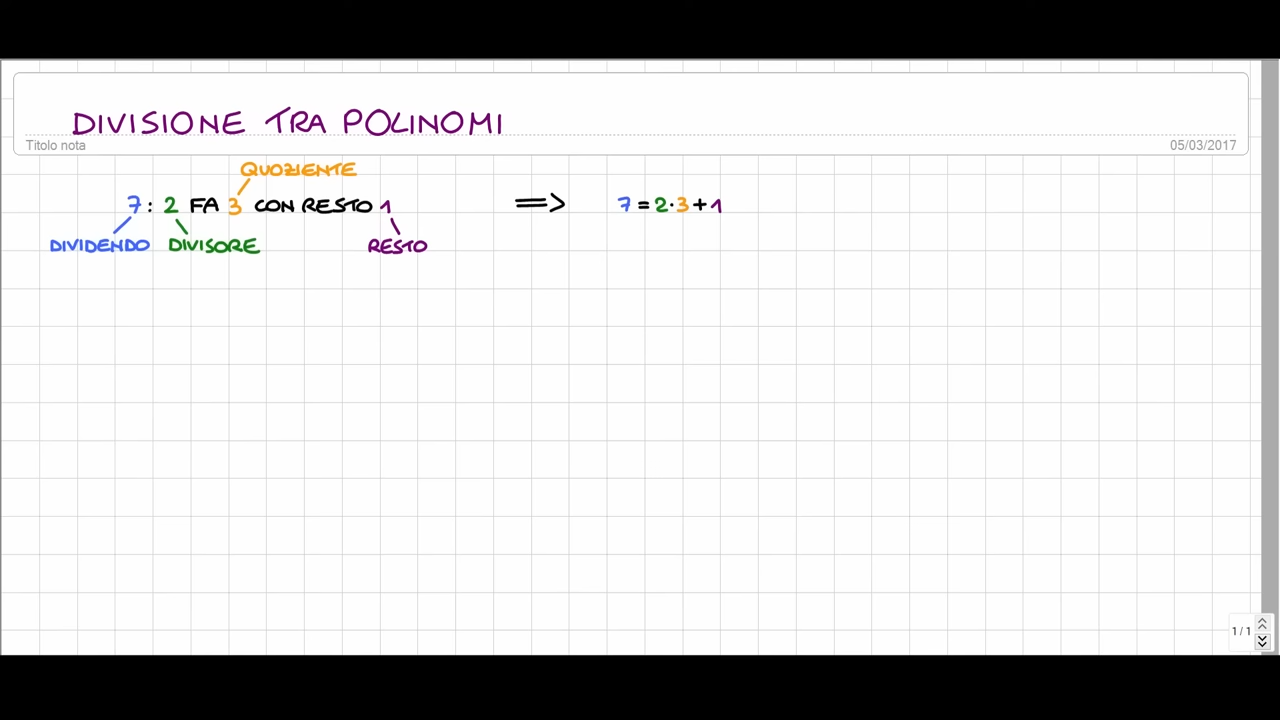 DIVISIONE TRA POLINOMI
Titolo nota
05/03/2017
QUOZIENTE
7 : 2 FA 3 CON RESTO 1 ⟹ 7 = 2 · 3 + 1
DIVIDENDO DIVISORE RESTO
1 / 1